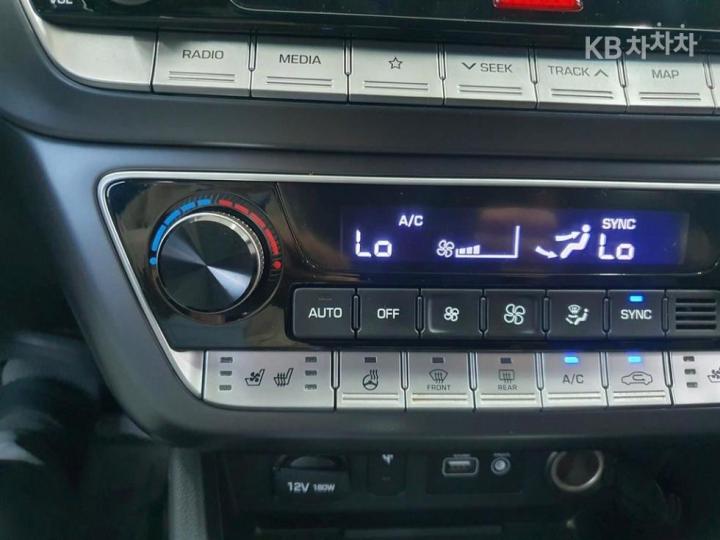 VOL
KB차차차
RADIO
MEDIA
SEEK
TRACK
MAP
A/C
SYNC
Lo
Lo
AUTO
OFF
SYNC
FRONT
REAR
A/C
12V 180W